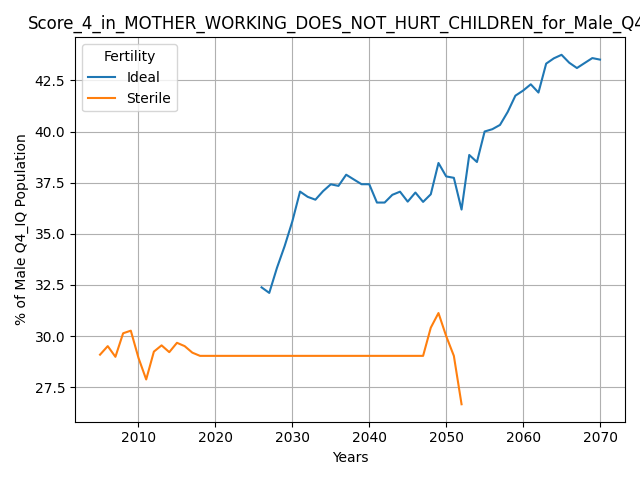 Score_4_in_MOTHER_WORKING_DOES_NOT_HURT_CHILDREN_for_Male_Q4
Fertility
Ideal
Sterile
% of Male Q4_IQ Population
42.5
40.0
37.5
35.0
32.5
30.0
27.5
2010 2020 2030 2040 2050 2060 2070
Years